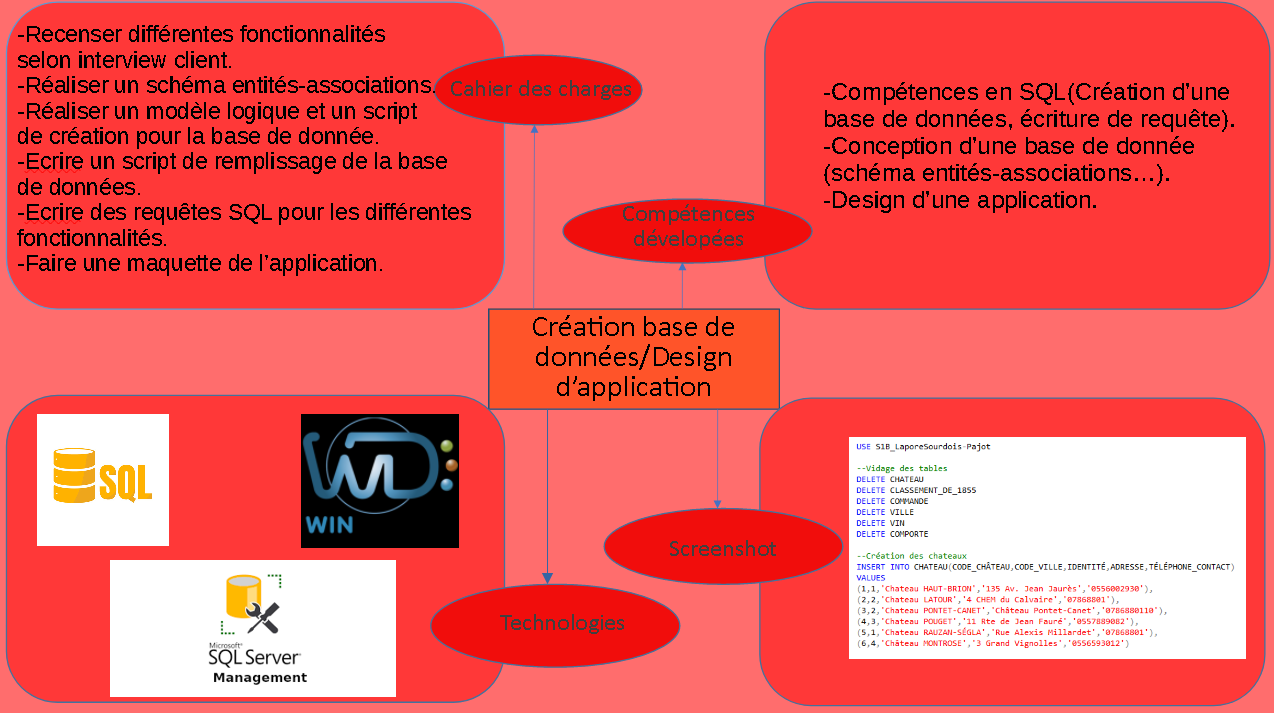 -Recenser différentes fonctionnalités
selon interview client.
-Réaliser un schéma entités-associations.
-Réaliser un modèle logique et un script
de création pour la base de donnée.
-Ecrire un script de remplissage de la base
de données.
-Ecrire des requêtes SQL pour les différentes
fonctionnalités.
-Faire une maquette de l’application.
Cahier des charges
-Compétences en SQL(Création d’une
base de données, écriture de requête).
-Conception d’une base de donnée
(schéma entités-associations…).
-Design d’une application.
Compétences
dévelopées
Création base de
données/Design
d’application
SQL
WD
WIN
Microsoft®
SQL Server
Management
Technologies
Screenshot
USE S1B_LaporeSourdois-Pajot
--Vidage des tables
DELETE CHATEAU
DELETE CLASSEMENT_DE_1855
DELETE COMMANDE
DELETE VILLE
DELETE VIN
DELETE COMPORTE
--Création des chateaux
INSERT INTO CHATEAU(CODE_CHÂTEAU,CODE_VILLE,IDENTITÉ,ADRESSE,TÉLÉPHONE_CONTACT)
VALUES
(1,1,'Chateau HAUT-BRION','135 Av. Jean Jaurès','0556002930'),
(2,2,'Chateau LATOUR','4 CHEM du Calvaire','07868801'),
(3,2,'Chateau PONTET-CANET','Château Pontet-Canet','0786880110'),
(4,3,'Chateau POUGET','11 Rte de Jean Fauré','0557889082'),
(5,1,'Chateau RAUZAN-SÉGLA','Rue Alexis Millardet','07868801'),
(6,4,'Château MONTROSE','3 Grand Vignolles','0556593012')